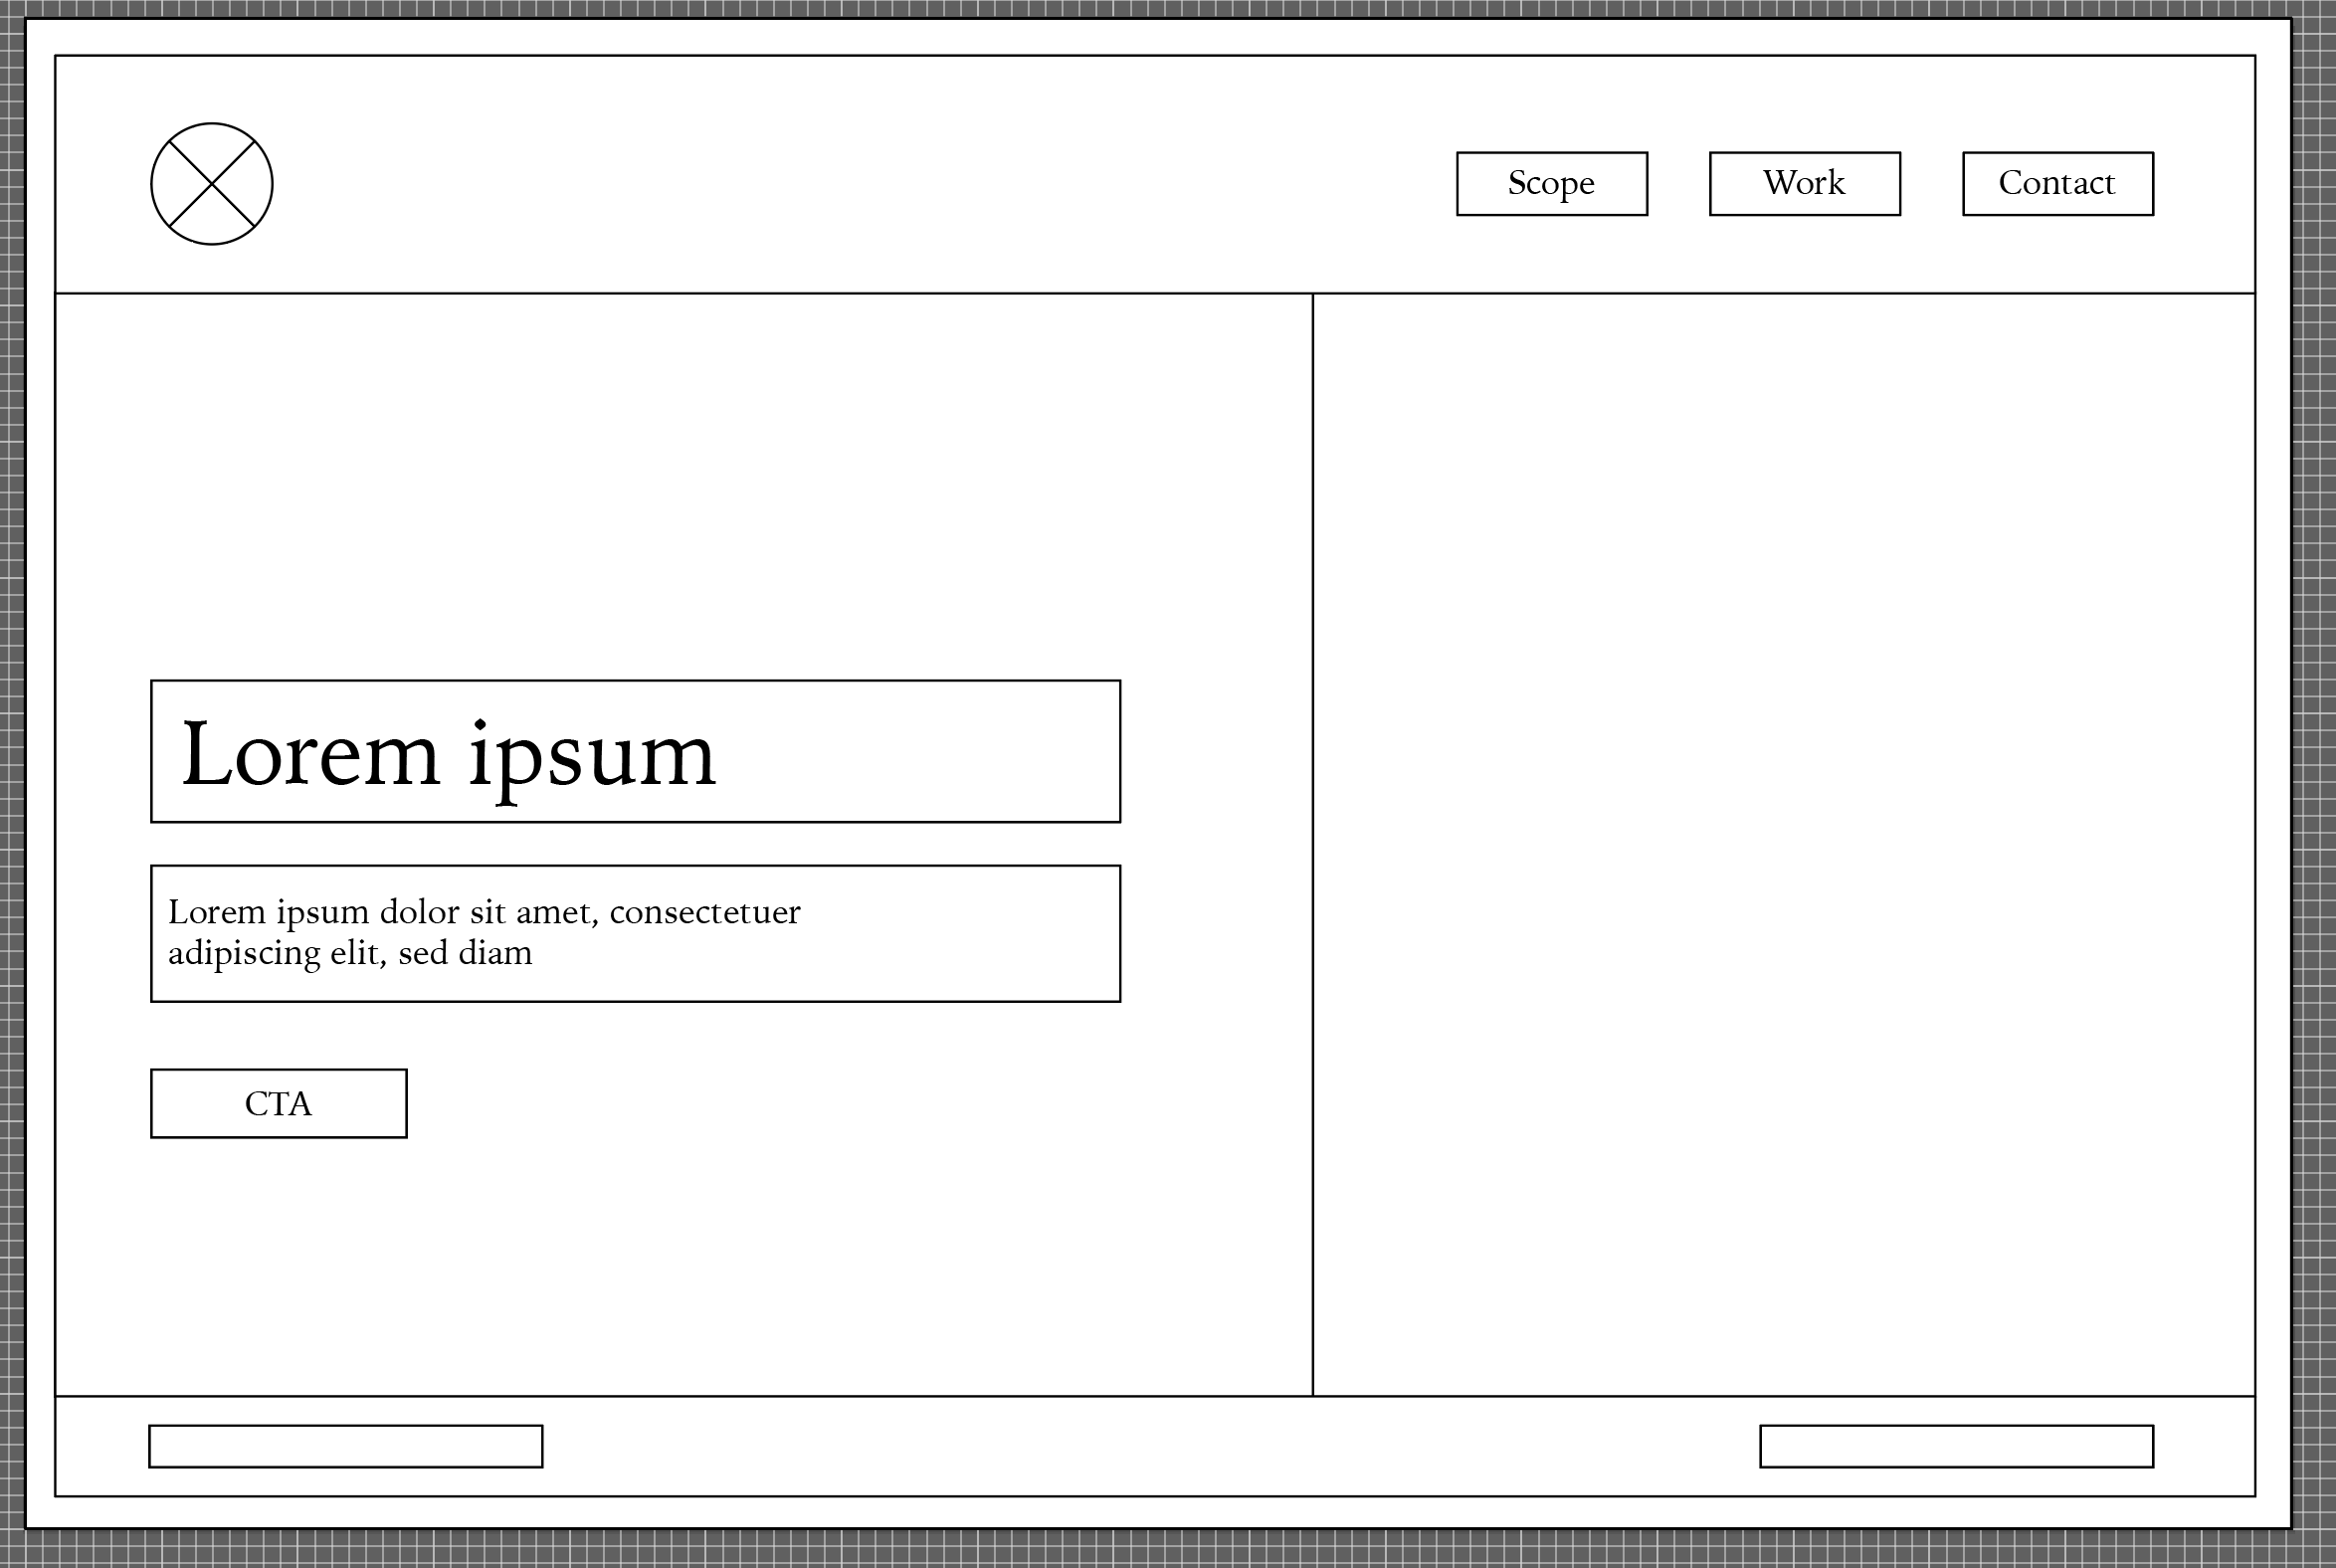 Scope
Work
Contact
Lorem ipsum
Lorem ipsum dolor sit amet, consectetuer
adipiscing elit, sed diam
CTA